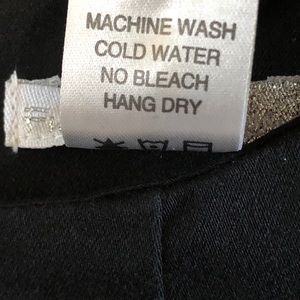 MACHINE WASH
COLD WATER
NO BLEACH
HANG DRY